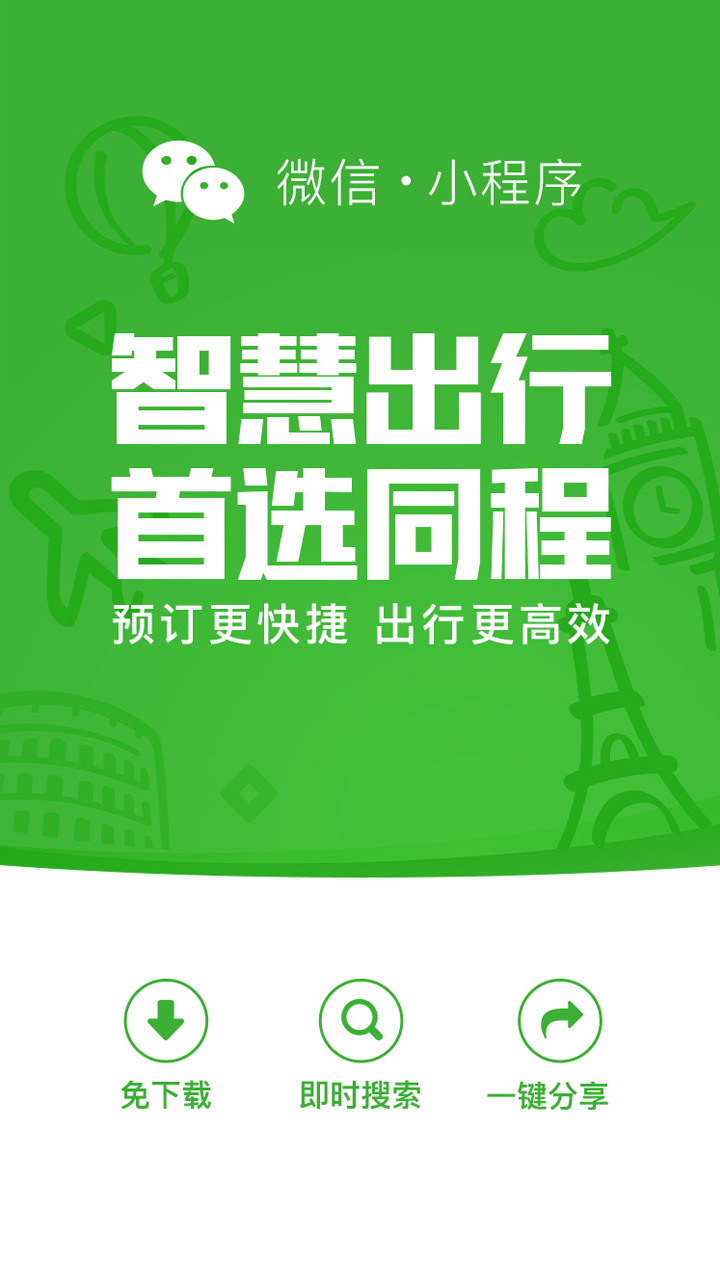 微信·小程序
智慧出行
首选同程
预订更快捷 出行更高效
免下载
即时搜索
一键分享